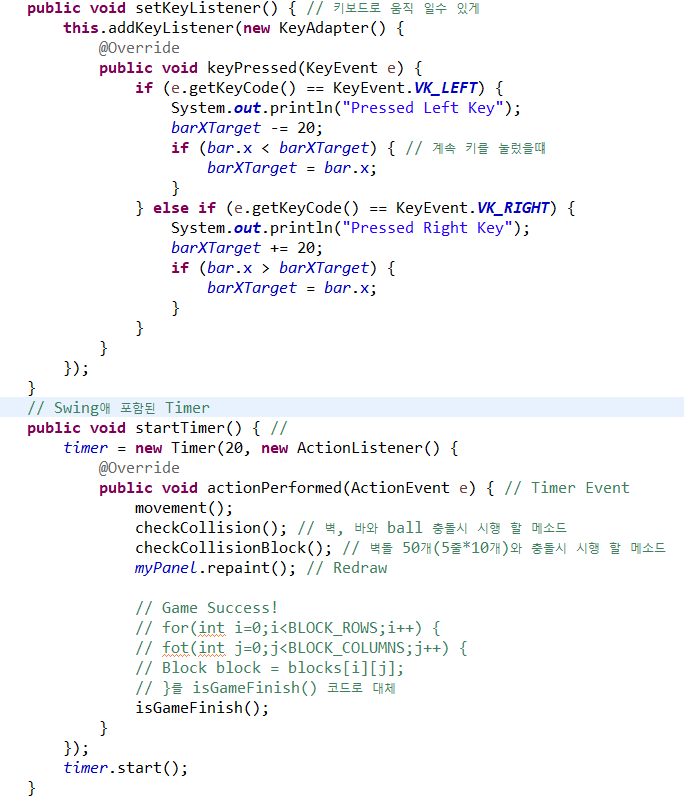 public void setKeyListener() { // 키보드로 움직 일수 있게
    this.addKeyListener(new KeyAdapter() {
        @Override
        public void keyPressed(KeyEvent e) {
            if (e.getKeyCode() == KeyEvent.VK_LEFT) {
                System.out.println("Pressed Left Key");
                barXTarget -= 20;
                if (bar.x < barXTarget) { // 계속 키를 눌렀을떄
                    barXTarget = bar.x;
                }
            } else if (e.getKeyCode() == KeyEvent.VK_RIGHT) {
                System.out.println("Pressed Right Key");
                barXTarget += 20;
                if (bar.x > barXTarget) {
                    barXTarget = bar.x;
                }
            }
        }
    });
}
// Swing애 포함된 Timer
public void startTimer() { //
    timer = new Timer(20, new ActionListener() {
        @Override
        public void actionPerformed(ActionEvent e) { // Timer Event
            movement();
            checkCollision(); // 벽, 바와 ball 충돌시 시행 할 메소드
            checkCollisionBlock(); // 벽돌 50개(5줄*10개)와 충돌시 시행 할 메소드
            myPanel.repaint(); // Redraw

            // Game Success!
            // for(int i=0;i<BLOCK_ROWS;i++) {
            // fot(int j=0;j<BLOCK_COLUMNS;j++) {
            // Block block = blocks[i][j];
            // }를 isGameFinish() 코드로 대체
            isGameFinish();
        }
    });
    timer.start();
}